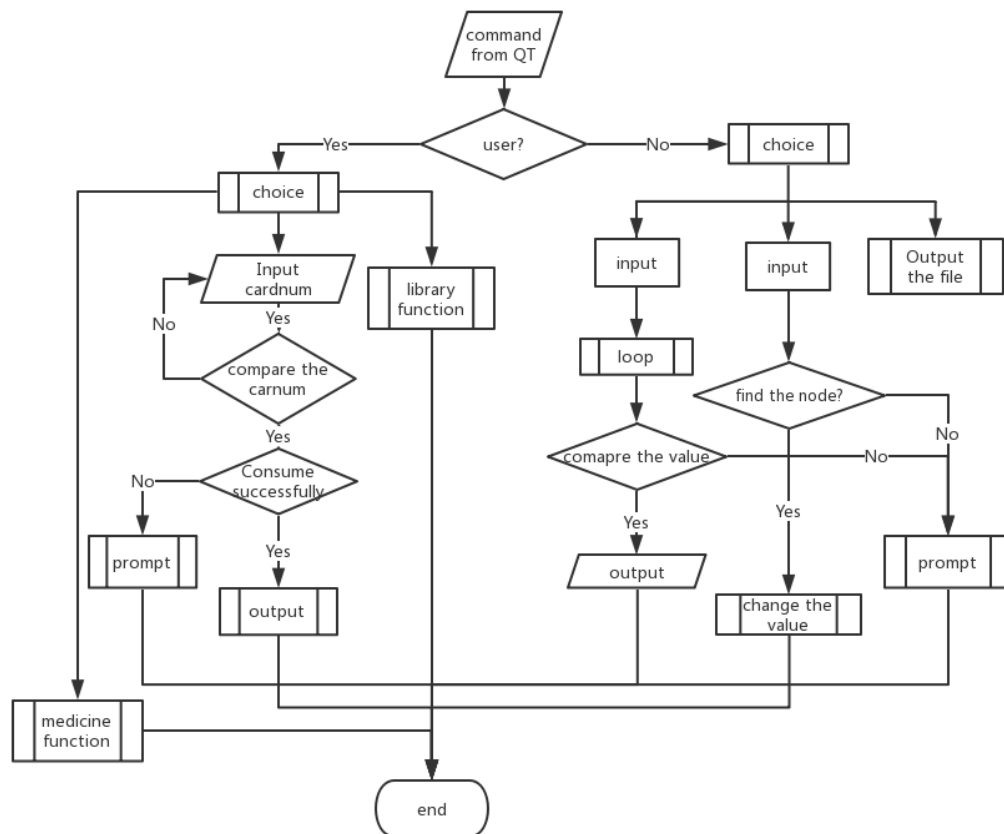 command
from QT
user?
Yes
No
choice
choice
Input
cardnum
library
function
input
input
Output
the file
Yes
No
loop
compare the
carnum
find the node?
Yes
No
comapre the value
No
Consume
successfully
No
Yes
Yes
Yes
prompt
output
prompt
output
change the
value
medicine
function
end